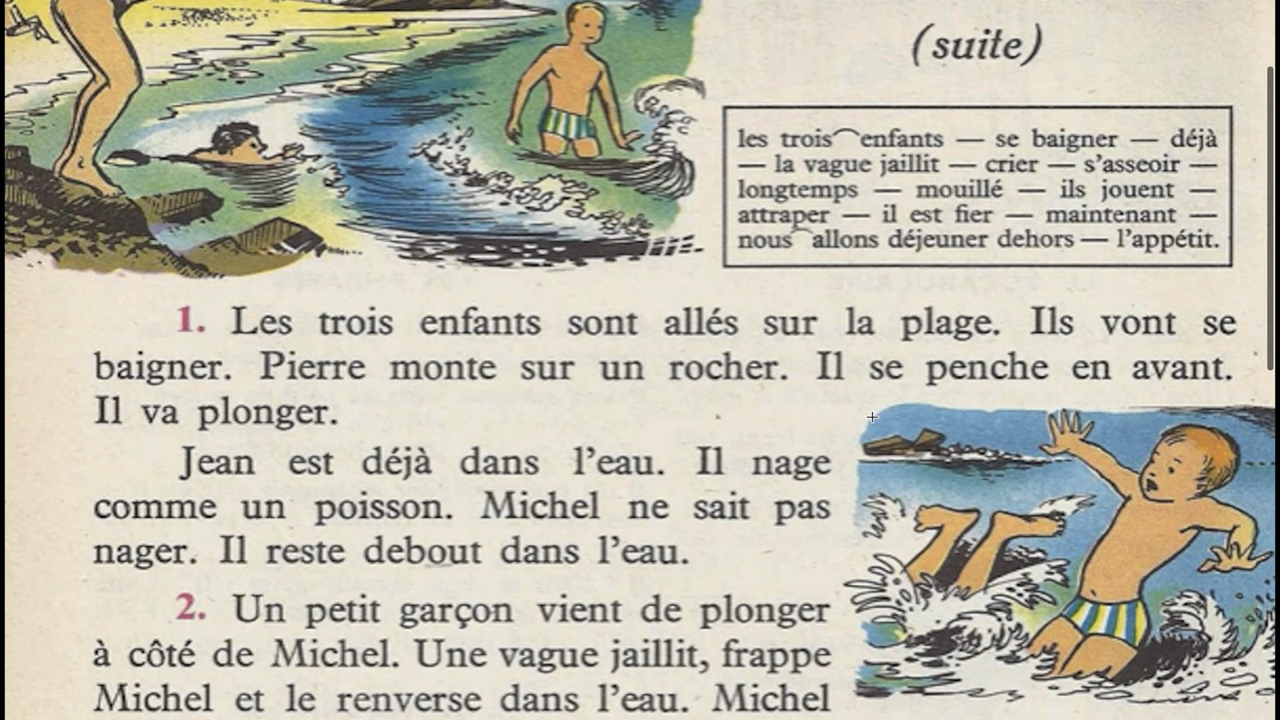 (suite)
les trois enfants — se baigner — déjà
— la vague jaillit — crier — s'asseoir —
longtemps — mouillé — ils jouent —
attraper — il est fier — maintenant —
nous allons déjeuner dehors — l'appétit.
1. Les trois enfants sont allés sur la plage. Ils vont se
baigner. Pierre monte sur un rocher. Il se penche en avant.
Il va plonger.
Jean est déjà dans l'eau. Il nage
comme un poisson. Michel ne sait pas
nager. Il reste debout dans l'eau.
2. Un petit garçon vient de plonger
à côté de Michel. Une vague jaillit, frappe
Michel et le renverse dans l'eau. Michel